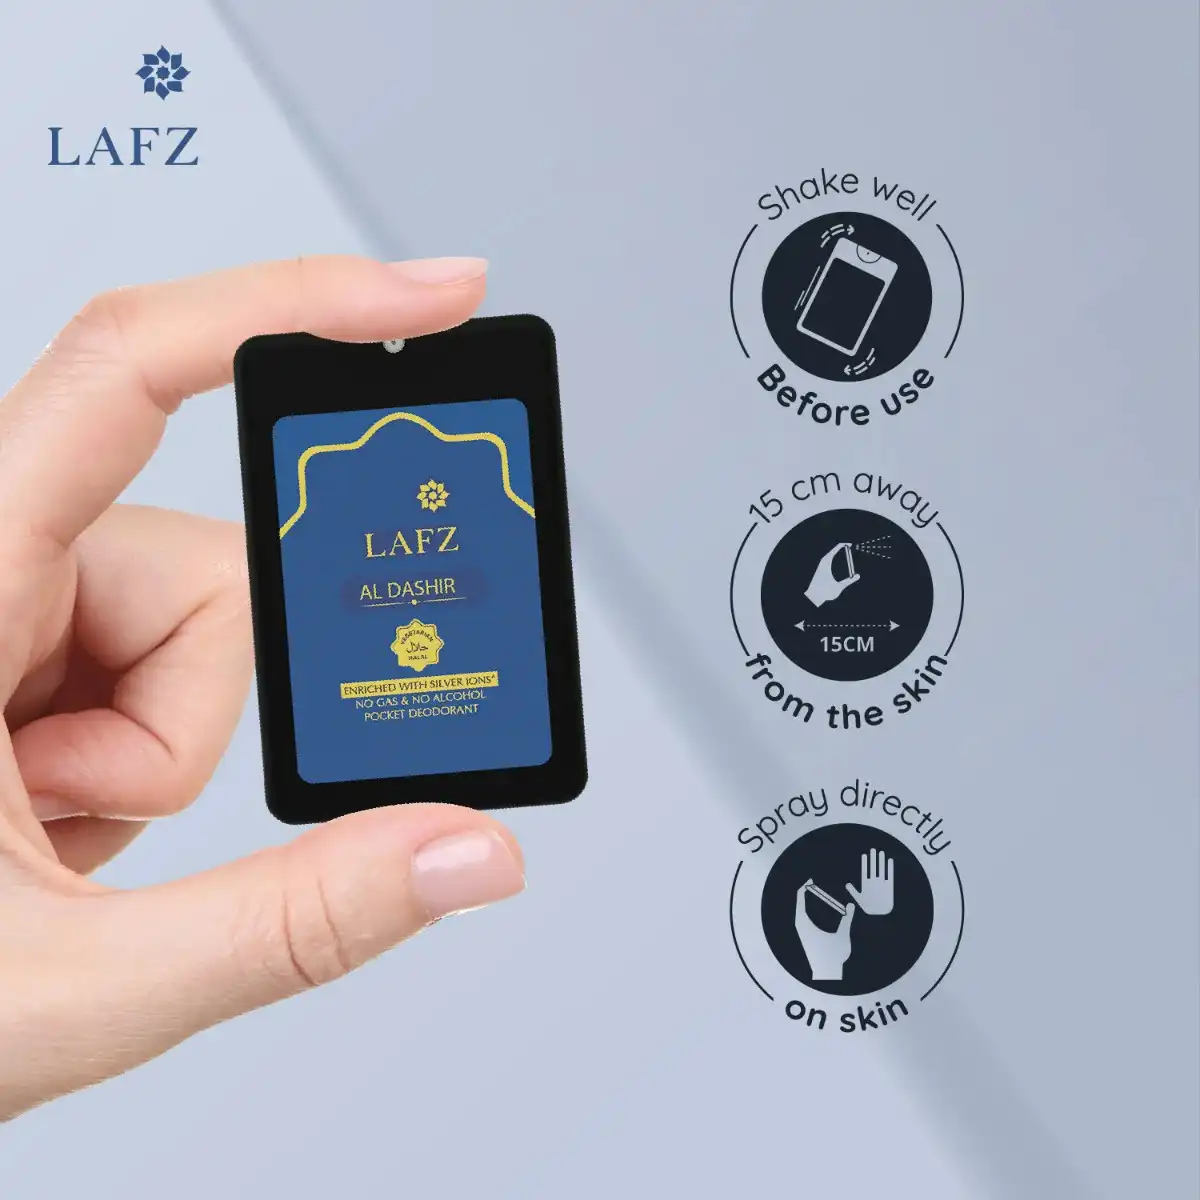 LAFZ
LAFZ
AL DASHIR
VEGETARIAN
حلال
HALAL
ENRICHED WITH SILVER IONS*
NO GAS & NO ALCOHOL
POCKET DEODORANT
Shake well
Before use
15 cm away
15CM
from the skin
Spray directly
on skin